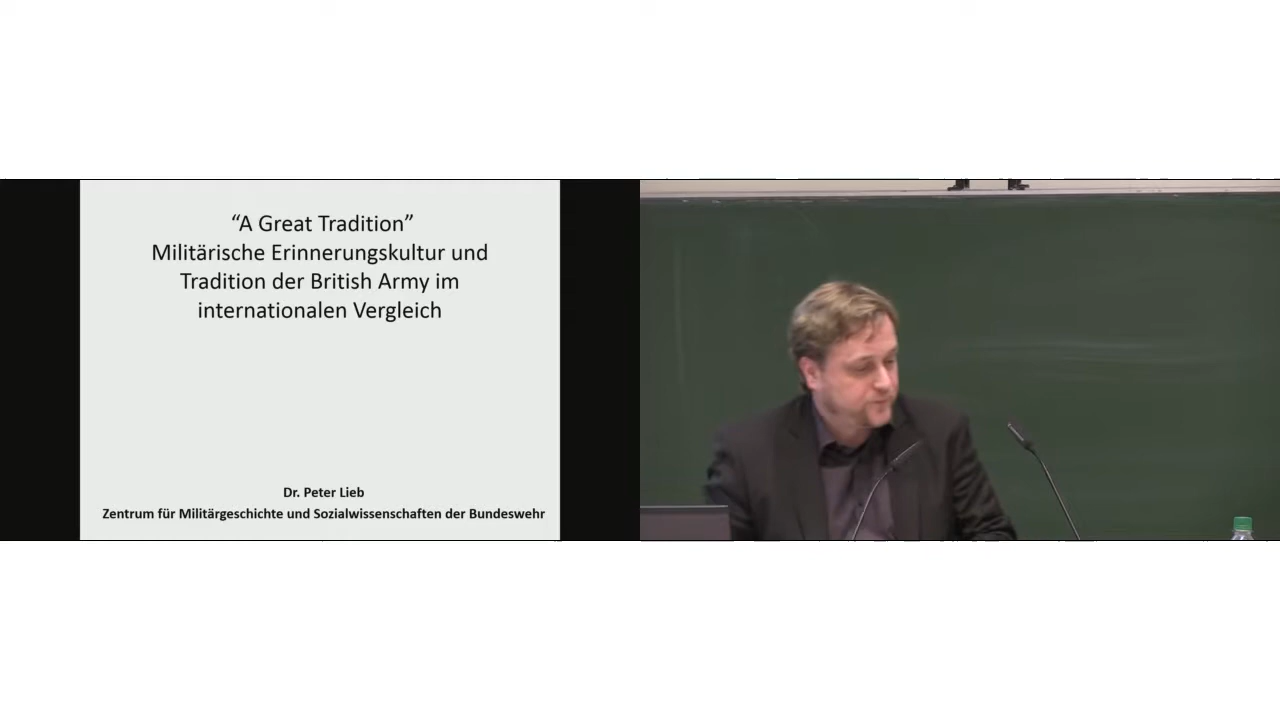 “A Great Tradition”
Militärische Erinnerungskultur und
Tradition der British Army im
internationalen Vergleich
Dr. Peter Lieb
Zentrum für Militärgeschichte und Sozialwissenschaften der Bundeswehr